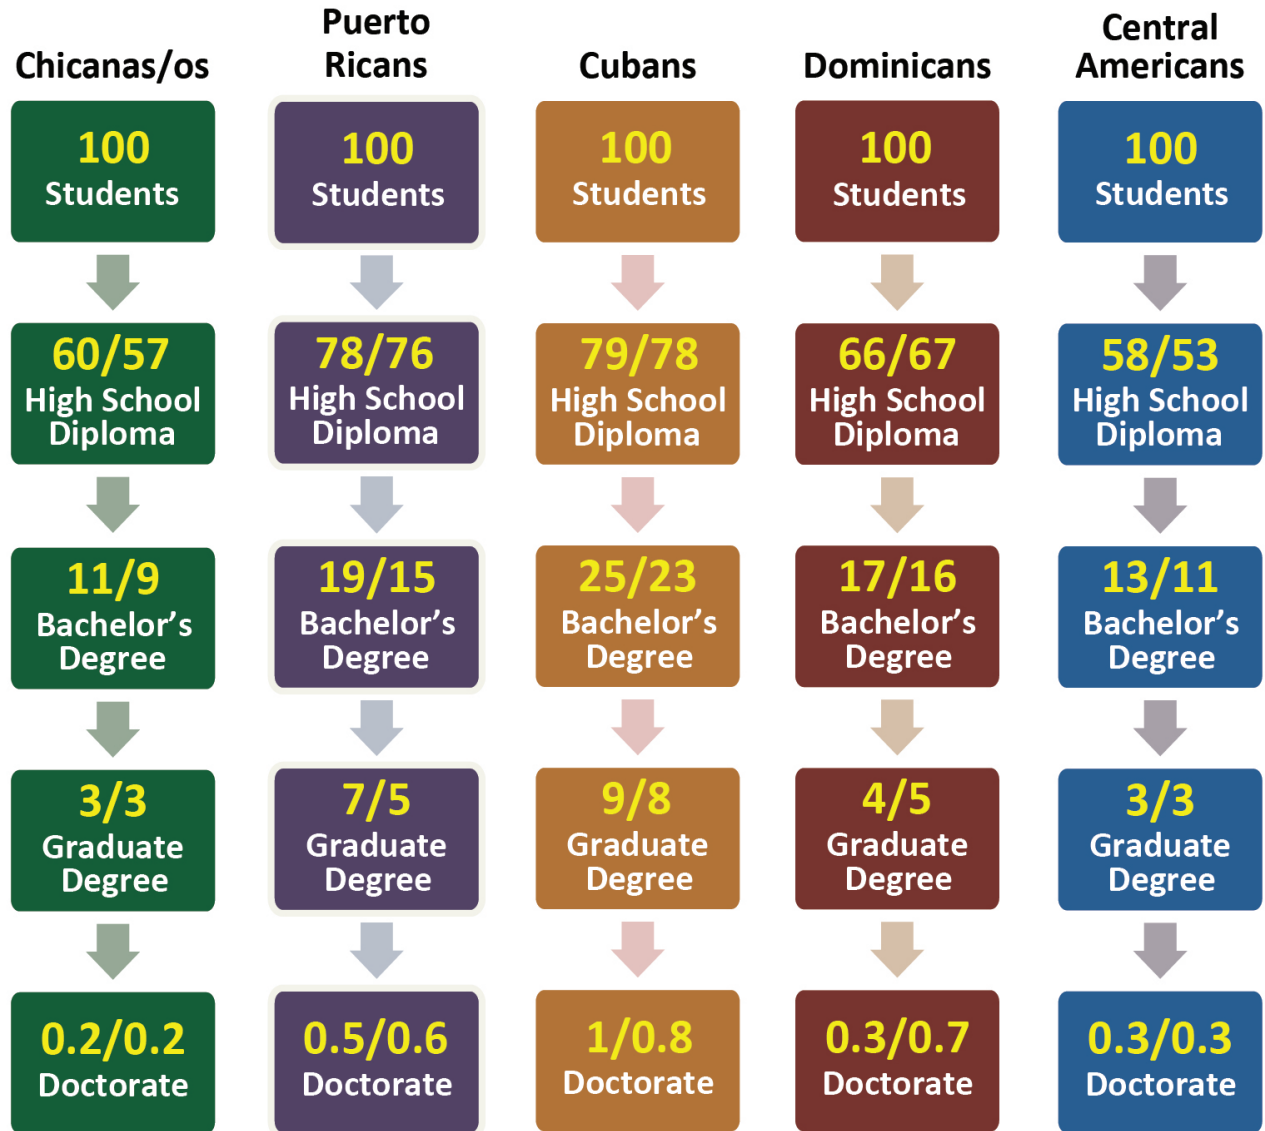 Chicanas/os
Puerto
Ricans
Cubans
Dominicans
Central
Americans
100
Students
100
Students
100
Students
100
Students
100
Students
60/57
High School
Diploma
78/76
High School
Diploma
79/78
High School
Diploma
66/67
High School
Diploma
58/53
High School
Diploma
11/9
Bachelor’s
Degree
19/15
Bachelor’s
Degree
25/23
Bachelor’s
Degree
17/16
Bachelor’s
Degree
13/11
Bachelor’s
Degree
3/3
Graduate
Degree
7/5
Graduate
Degree
9/8
Graduate
Degree
4/5
Graduate
Degree
3/3
Graduate
Degree
0.2/0.2
Doctorate
0.5/0.6
Doctorate
1/0.8
Doctorate
0.3/0.7
Doctorate
0.3/0.3
Doctorate